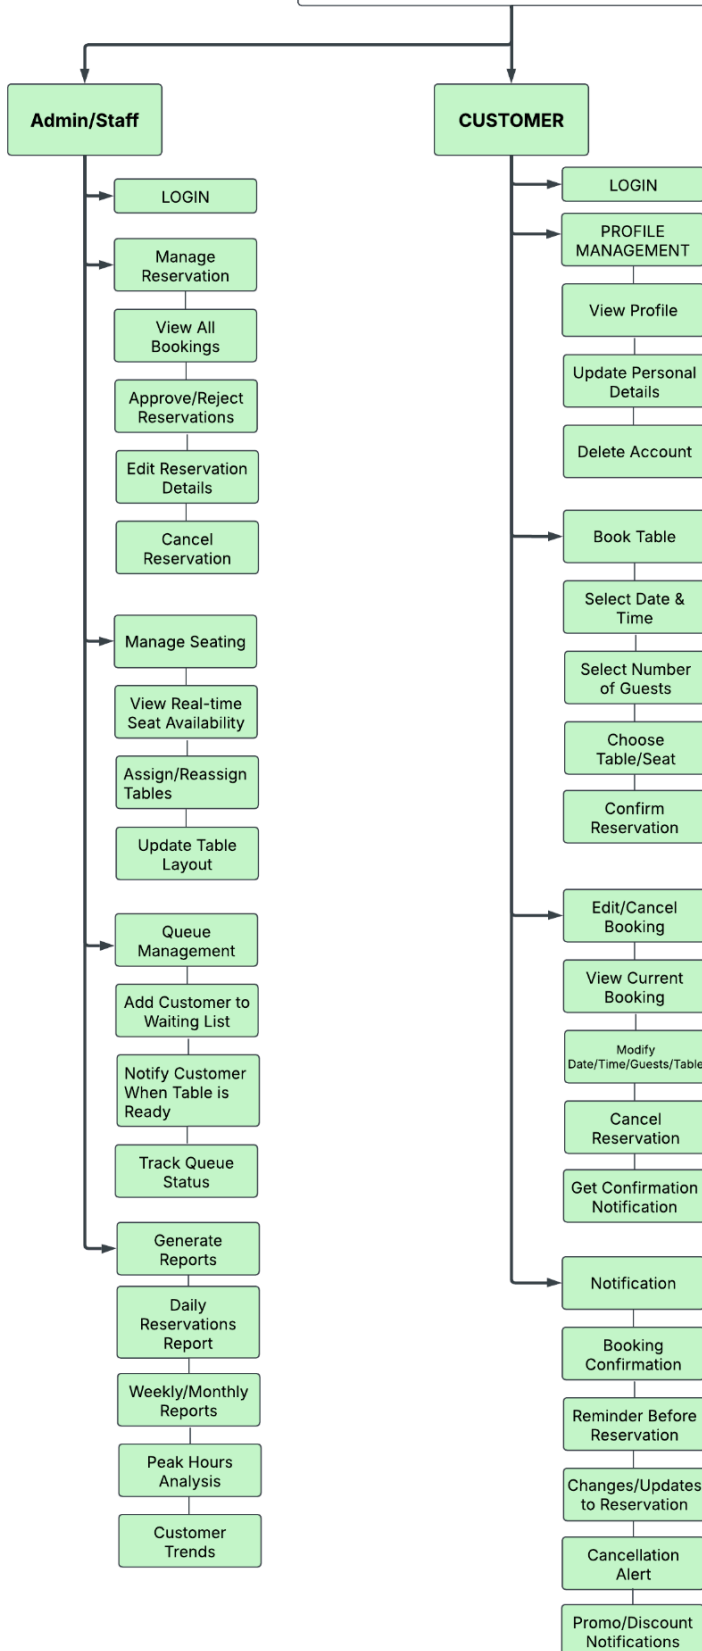 Admin/Staff
LOGIN
Manage
Reservation
View All
Bookings
Approve/Reject
Reservations
Edit Reservation
Details
Cancel
Reservation
Manage Seating
View Real-time
Seat Availability
Assign/Reassign
Tables
Update Table
Layout
Queue
Management
Add Customer to
Waiting List
Notify Customer
When Table is
Ready
Track Queue
Status
Generate
Reports
Daily
Reservations
Report
Weekly/Monthly
Reports
Peak Hours
Analysis
Customer
Trends
CUSTOMER
LOGIN
PROFILE
MANAGEMENT
View Profile
Update Personal
Details
Delete Account
Book Table
Select Date &
Time
Select Number
of Guests
Choose
Table/Seat
Confirm
Reservation
Edit/Cancel
Booking
View Current
Booking
Modify
Date/Time/Guests/Table
Cancel
Reservation
Get Confirmation
Notification
Notification
Booking
Confirmation
Reminder Before
Reservation
Changes/Updates
to Reservation
Cancellation
Alert
Promo/Discount
Notifications